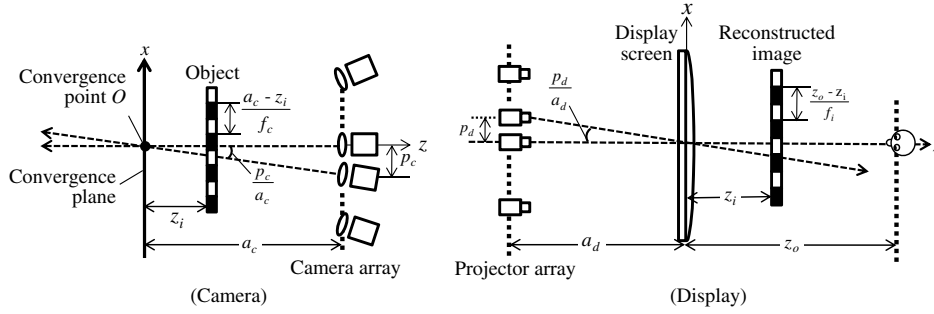 x
Convergence
point O
Object
a_c - z_i
f_c
z
p_c
p_c
a_c
Convergence
plane
z_i
a_c
Camera array
(Camera)
x
Display
screen
Reconstructed
image
p_d
a_d
p_d
z_o - z_i
f_i
z_i
a_d
z_o
Projector array
(Display)